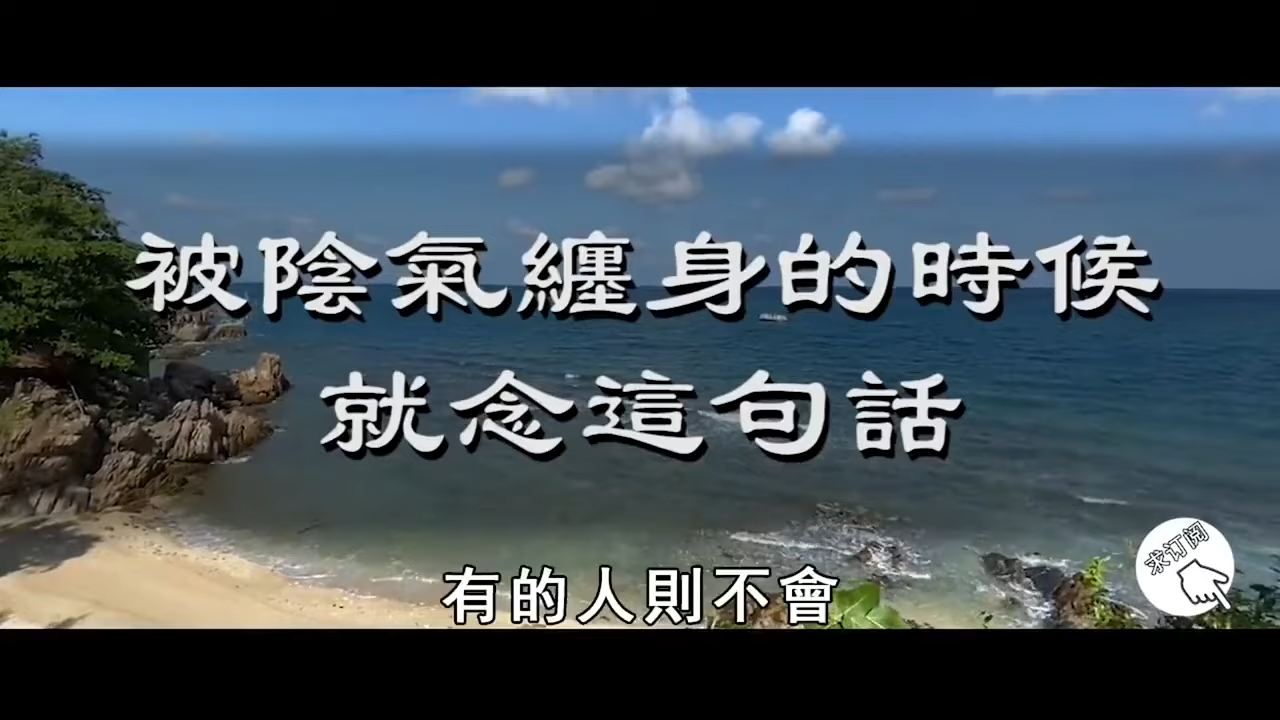 被陰氣纏身的時候
就念這句話
求订阅
有的人則不會